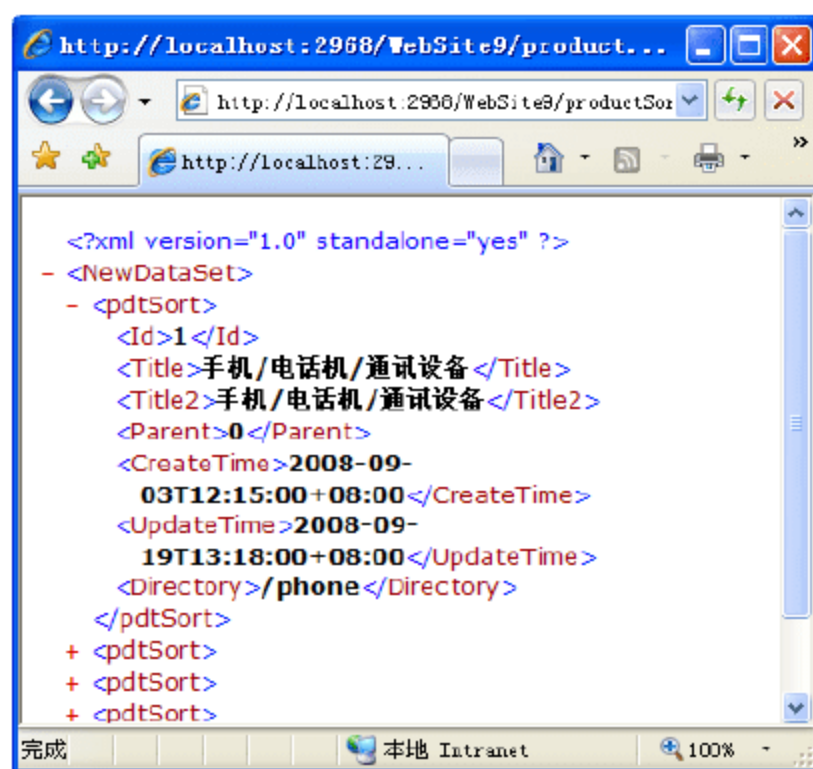 http://localhost:2968/WebSite9/product...
http://localhost:2968/WebSite9/productSor
http://localhost:29...
»
<?xml version="1.0" standalone="yes" ?>
- <NewDataSet>
- <pdtSort>
<Id>1</Id>
<Title>手机/电话机/通讯设备</Title>
<Title2>手机/电话机/通讯设备</Title2>
<Parent>0</Parent>
<CreateTime>2008-09-
03T12:15:00+08:00</CreateTime>
<UpdateTime>2008-09-
19T13:18:00+08:00</UpdateTime>
<Directory>/phone</Directory>
</pdtSort>
+ <pdtSort>
+ <pdtSort>
+ <pdtSort>
完成 本地 Intranet 100%